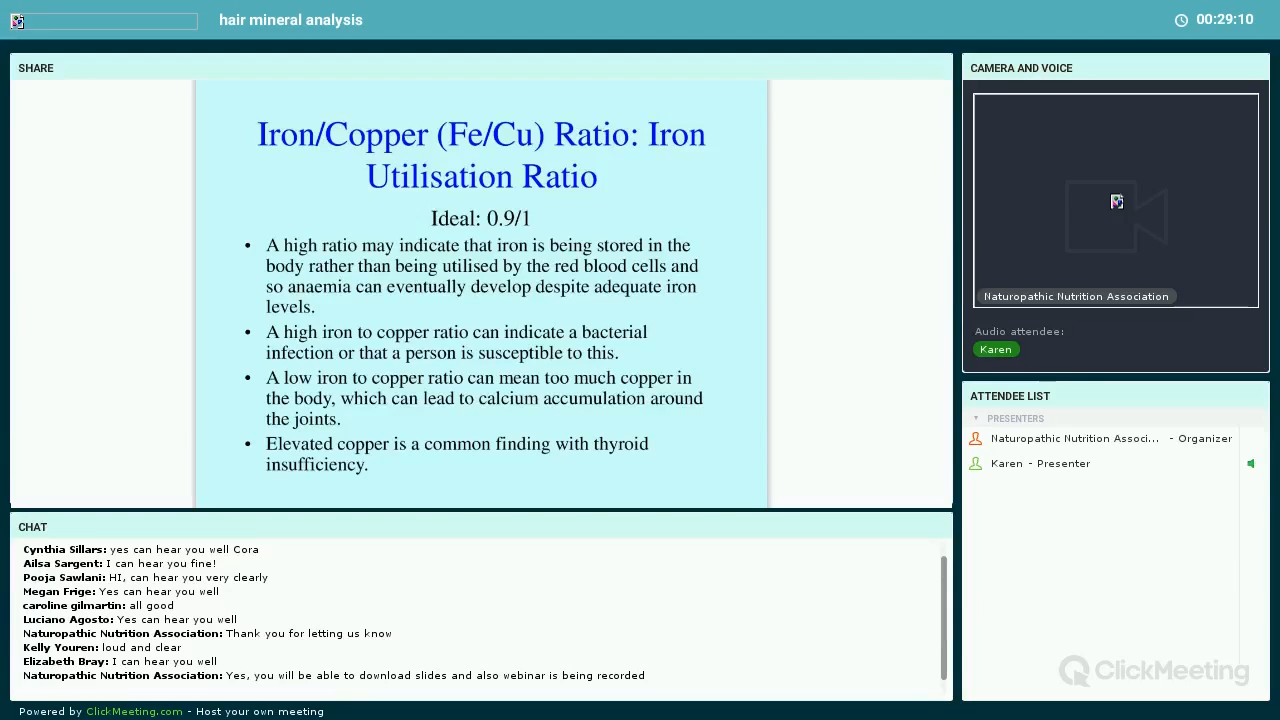 hair mineral analysis
00:29:10
SHARE
Iron/Copper (Fe/Cu) Ratio: Iron
Utilisation Ratio
Ideal: 0.9/1
• A high ratio may indicate that iron is being stored in the
body rather than being utilised by the red blood cells and
so anaemia can eventually develop despite adequate iron
levels.
• A high iron to copper ratio can indicate a bacterial
infection or that a person is susceptible to this.
• A low iron to copper ratio can mean too much copper in
the body, which can lead to calcium accumulation around
the joints.
• Elevated copper is a common finding with thyroid
insufficiency.
CAMERA AND VOICE
Naturopathic Nutrition Association
Audio attendee:
Karen
ATTENDEE LIST
PRESENTERS
Naturopathic Nutrition Associ... - Organizer
Karen - Presenter
CHAT
Cynthia Sillars: yes can hear you well Cora
Ailsa Sargent: I can hear you fine!
Pooja Sawlani: HI, can hear you very clearly
Megan Frige: Yes can hear you well
caroline gilmartin: all good
Luciano Agosto: Yes can hear you well
Naturopathic Nutrition Association: Thank you for letting us know
Kelly Youren: loud and clear
Elizabeth Bray: I can hear you well
Naturopathic Nutrition Association: Yes, you will be able to download slides and also webinar is being recorded
ClickMeeting
Powered by ClickMeeting.com - Host your own meeting